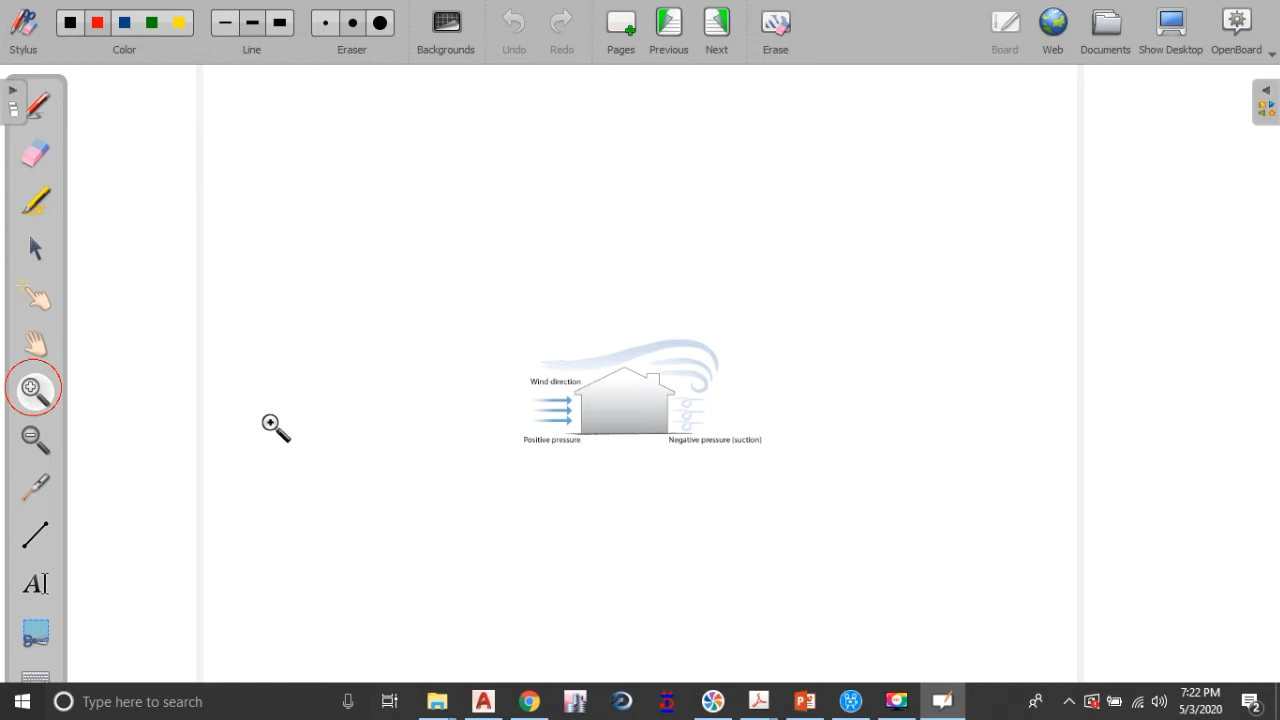 Stylus Color Line Eraser Backgrounds Undo Redo Pages Previous Next Erase Board Web Documents Show Desktop OpenBoard
Wind direction
Positive pressure Negative pressure (suction)
A
Type here to search
7:22 PM
5/3/2020
2